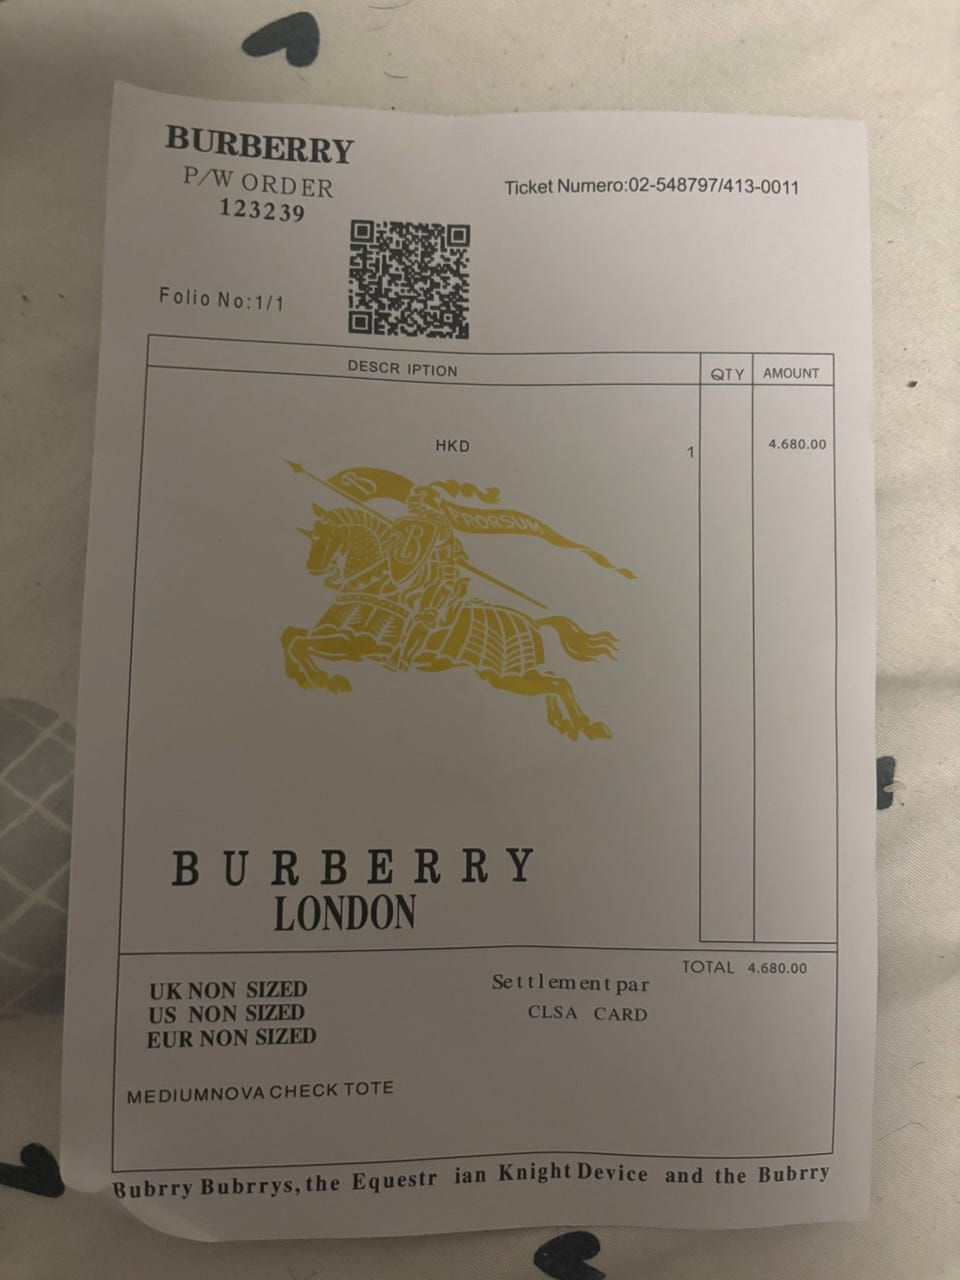 BURBERRY
P/W ORDER
123239
Ticket Numero:02-548797/413-0011
Folio No:1/1
DESCR IPTION QTY AMOUNT
HKD 1 4.680.00
B
PRORSUM
B
BURBERRY
LONDON
TOTAL 4.680.00
UK NON SIZED
US NON SIZED
EUR NON SIZED
Settlementpar
CLSA CARD
MEDIUMNOVA CHECK TOTE
Bubrry Bubrrys, the Equestr ian Knight Device and the Bubrry